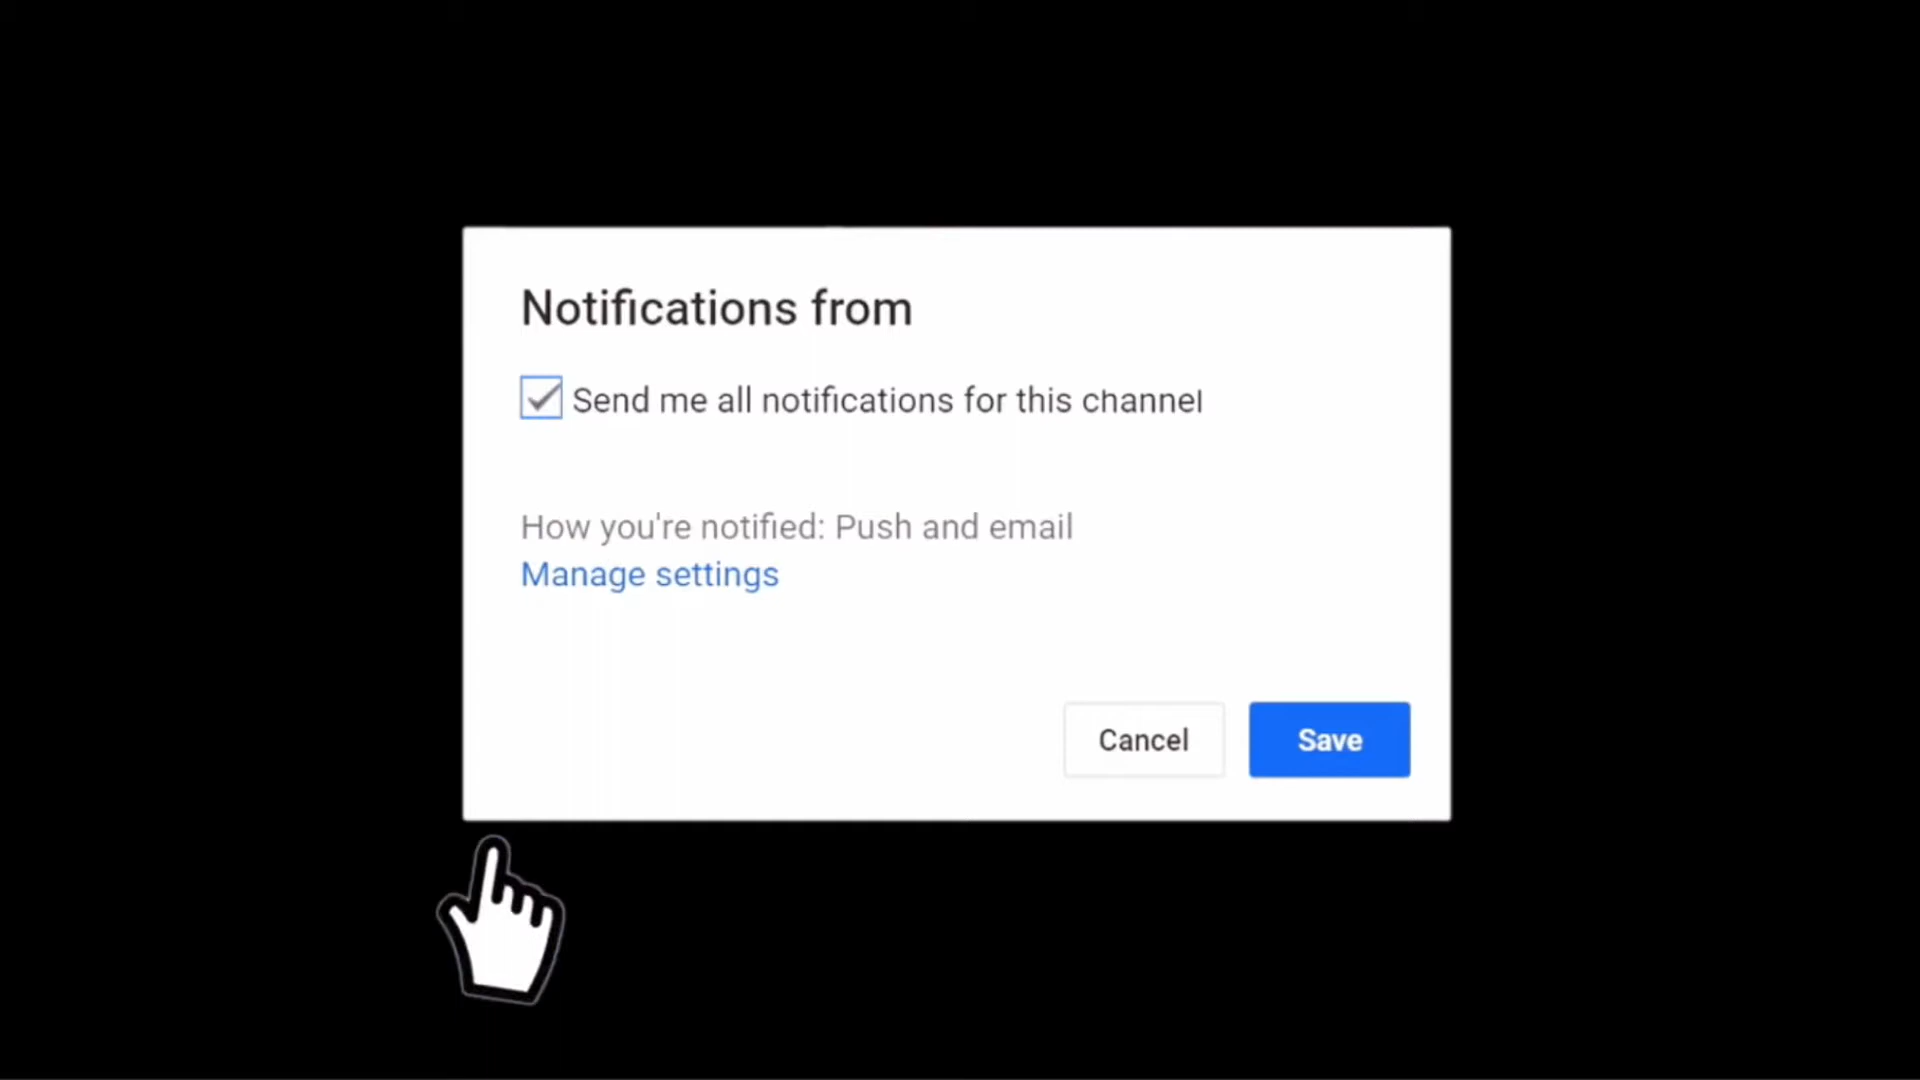 Notifications from
Send me all notifications for this channel
How you're notified: Push and email
Manage settings
Cancel
Save